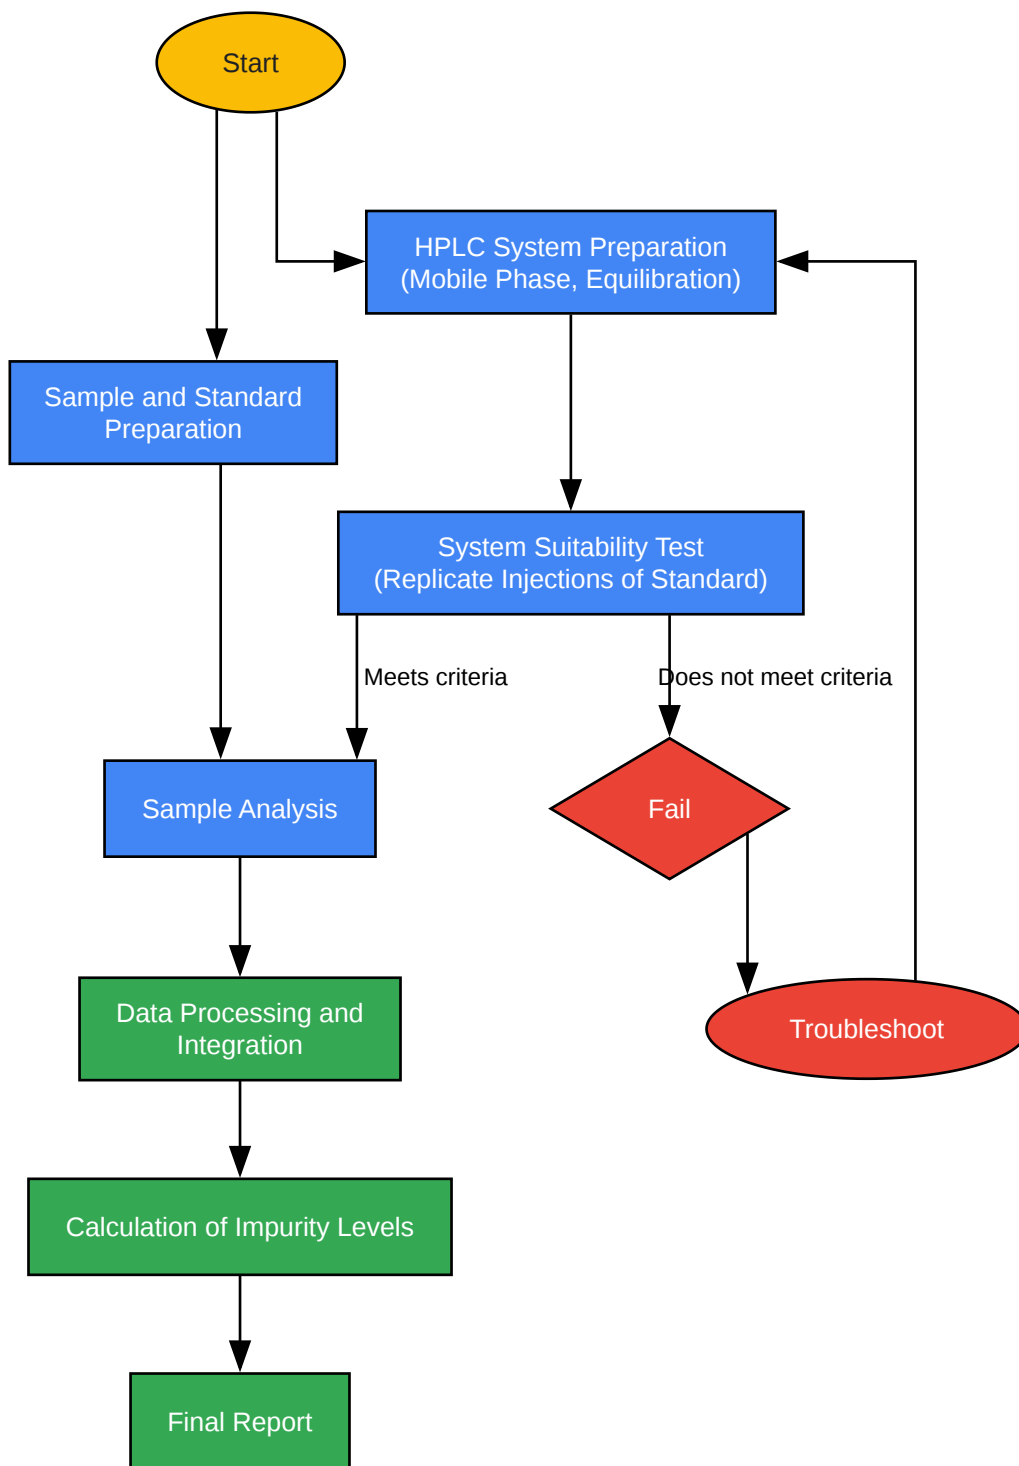 Start
HPLC System Preparation
(Mobile Phase, Equilibration)
Sample and Standard
Preparation
System Suitability Test
(Replicate Injections of Standard)
Meets criteria
Does not meet criteria
Sample Analysis
Fail
Data Processing and
Integration
Troubleshoot
Calculation of Impurity Levels
Final Report